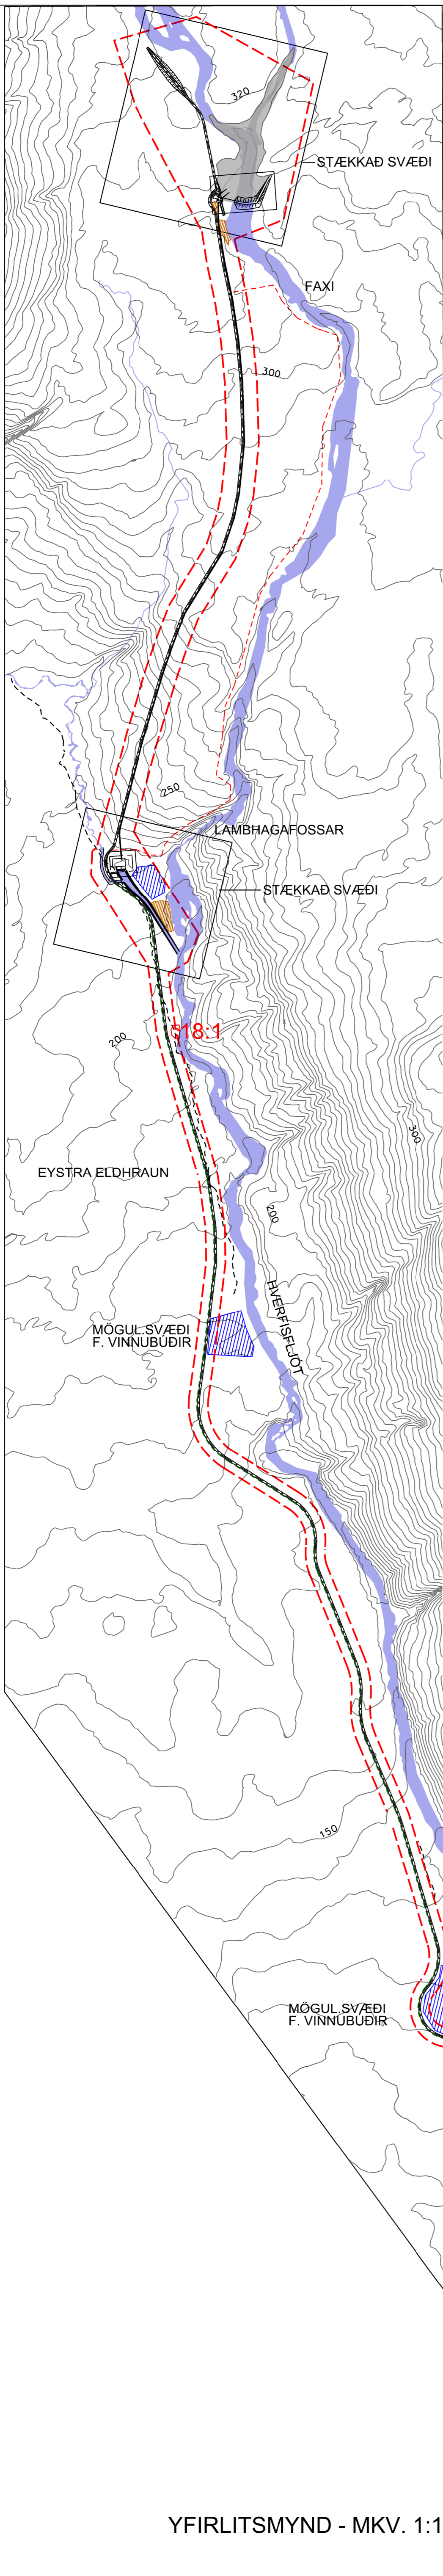 320
STÆKKAÐ SVÆÐI
FAXI
300
250
LAMBHAGAFOSSAR
STÆKKAÐ SVÆÐI
18:1
200
300
EYSTRA ELDHRAUN
200
HVERFISFLJÓT
MÖGUL.SVÆÐI
F. VINNUBÚÐIR
150
MÖGUL.SVÆÐI
F. VINNUBÚÐIR
YFIRLITSMYND - MKV. 1:1